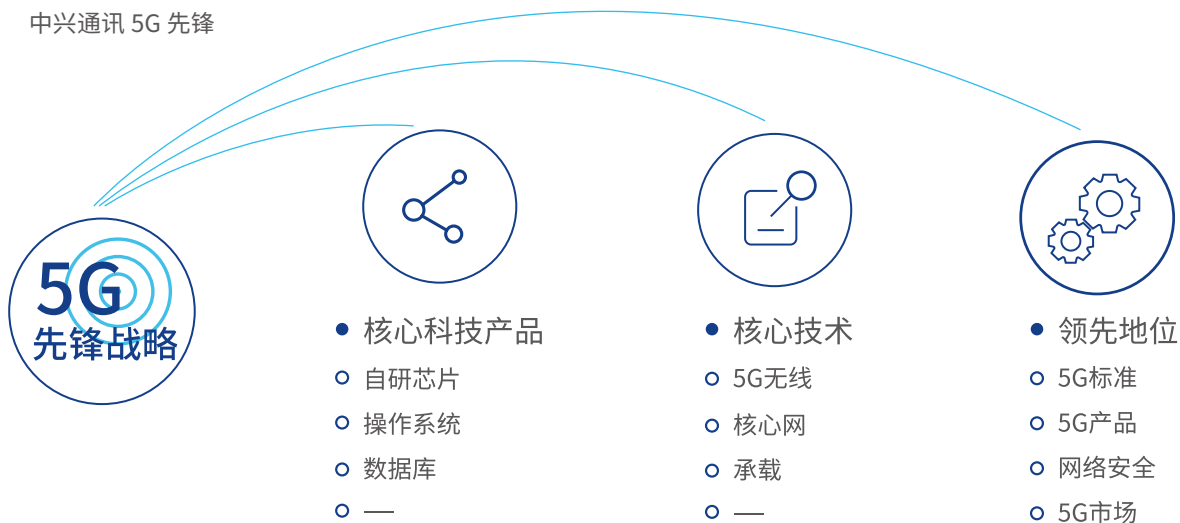 中兴通讯 5G 先锋
5G
先锋战略
核心科技产品
自研芯片
操作系统
数据库
—
核心技术
5G无线
核心网
承载
—
领先地位
5G标准
5G产品
网络安全
5G市场